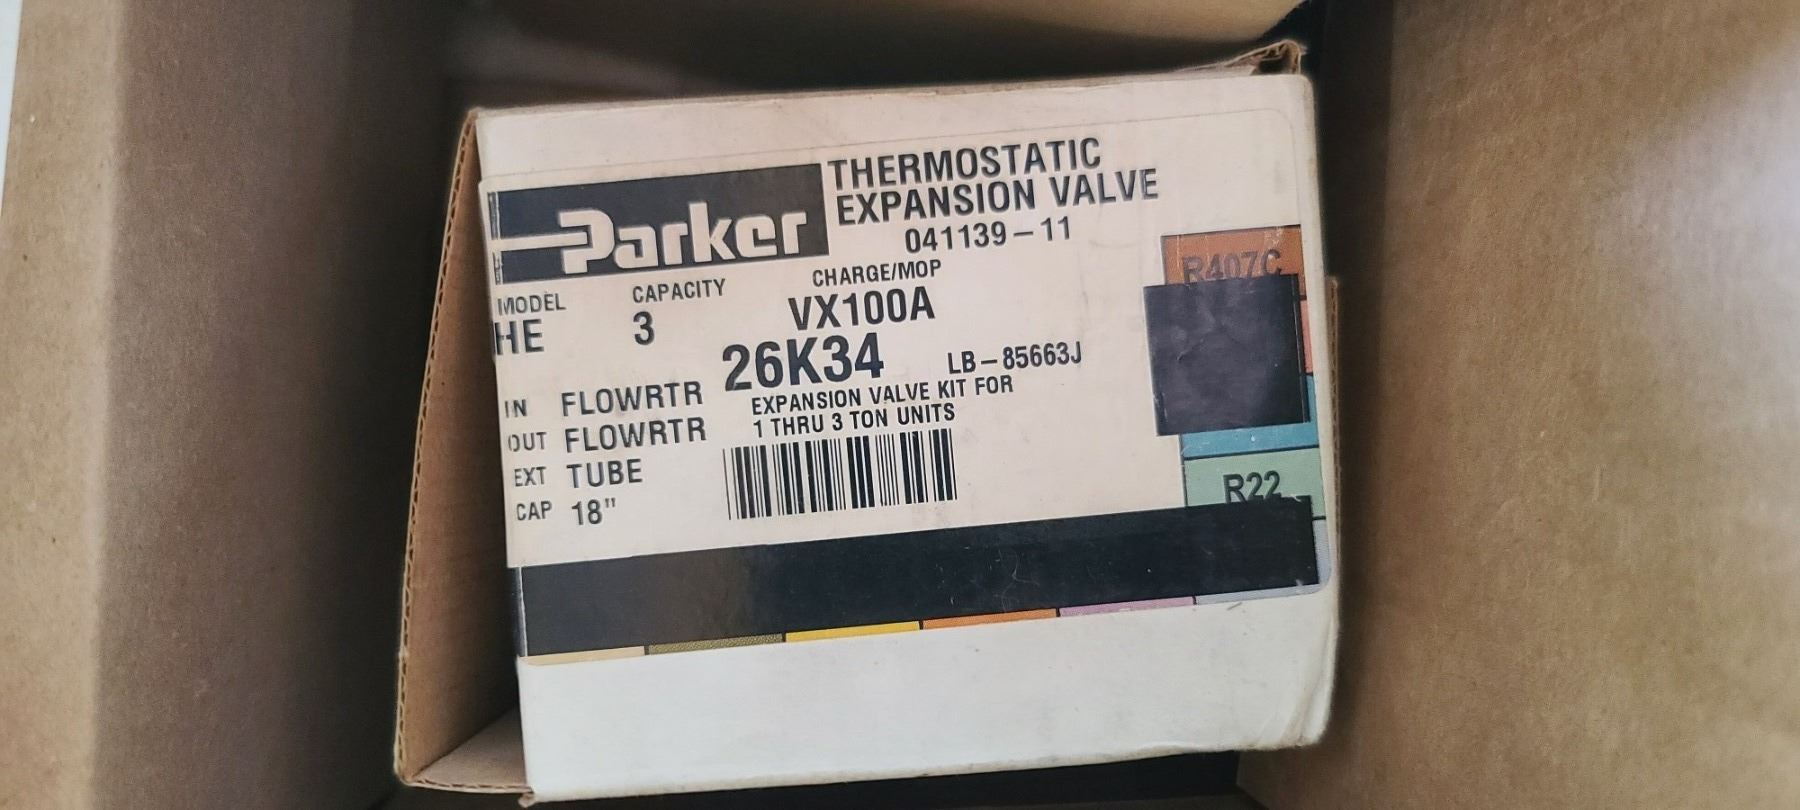 Parker
THERMOSTATIC
EXPANSION VALVE
041139-11
MODEL CAPACITY CHARGE/MOP
HE 3 VX100A
26K34 LB-85663J
EXPANSION VALVE KIT FOR
1 THRU 3 TON UNITS
IN FLOWRTR
OUT FLOWRTR
EXT TUBE
CAP 18"
R407C
R22